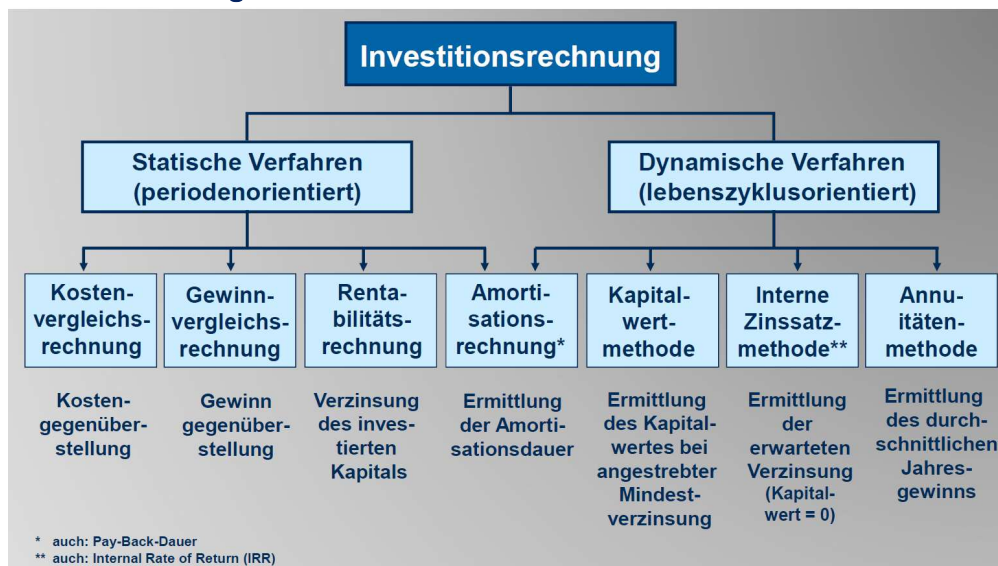 Investitionsrechnung
Statische Verfahren
(periodenorientiert)
Dynamische Verfahren
(lebenszyklusorientiert)
Kosten-
vergleichs-
rechnung
Gewinn-
vergleichs-
rechnung
Renta-
bilitäts-
rechnung
Amorti-
sations-
rechnung*
Kapital-
wert-
methode
Interne
Zinssatz-
methode**
Annu-
itäten-
methode
Kosten-
gegenüber-
stellung
Gewinn
gegenüber-
stellung
Verzinsung
des inves-
tierten
Kapitals
Ermittlung
der Amorti-
sationsdauer
Ermittlung
des Kapital-
wertes bei
angestrebter
Mindest-
verzinsung
Ermittlung
der
erwarteten
Verzinsung
(Kapital-
wert = 0)
Ermittlung
des durch-
schnittlichen
Jahres-
gewinns
* auch: Pay-Back-Dauer
** auch: Internal Rate of Return (IRR)